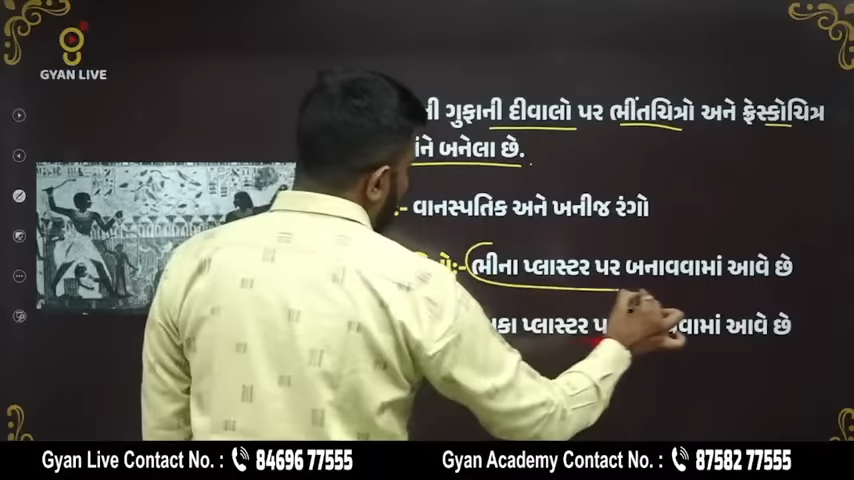 GYAN LIVE
ની ગુફાની દીવાલો પર ભીંતચિત્રો અને ફ્રેસ્કોચિત્ર
ને બનેલા છે.
:- વાનસ્પતિક અને ખનીજ રંગો
:- ભીના પ્લાસ્ટર પર બનાવવામાં આવે છે
પ્લાસ્ટર આવે છે
Gyan Live Contact No. : 84696 77555
Gyan Academy Contact No. : 87582 77555